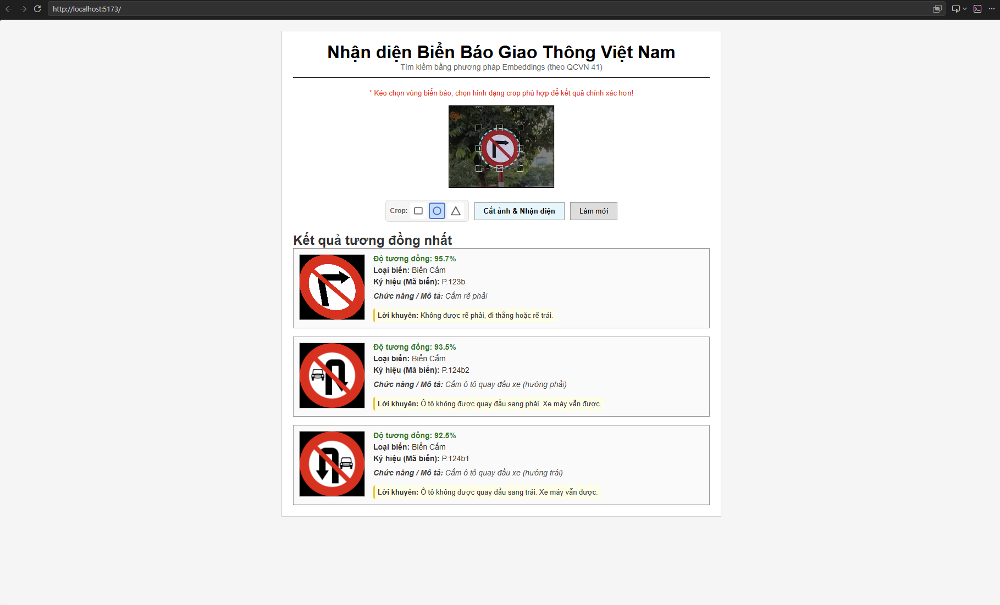 http://localhost:5173/
Nhận diện Biển Báo Giao Thông Việt Nam
Tìm kiếm bằng phương pháp Embeddings (theo QCVN 41)
* Kéo chọn vùng biển báo, chọn hình dạng crop phù hợp để kết quả chính xác hơn!
Crop:
Cắt ảnh & Nhận diện
Làm mới
Kết quả tương đồng nhất
Độ tương đồng: 95.7%
Loại biển: Biển Cấm
Ký hiệu (Mã biển): P.123b
Chức năng / Mô tả: Cấm rẽ phải
Lời khuyên: Không được rẽ phải, đi thẳng hoặc rẽ trái.
Độ tương đồng: 93.5%
Loại biển: Biển Cấm
Ký hiệu (Mã biển): P.124b2
Chức năng / Mô tả: Cấm ô tô quay đầu xe (hướng phải)
Lời khuyên: Ô tô không được quay đầu sang phải. Xe máy vẫn được.
Độ tương đồng: 92.5%
Loại biển: Biển Cấm
Ký hiệu (Mã biển): P.124b1
Chức năng / Mô tả: Cấm ô tô quay đầu xe (hướng trái)
Lời khuyên: Ô tô không được quay đầu sang trái. Xe máy vẫn được.